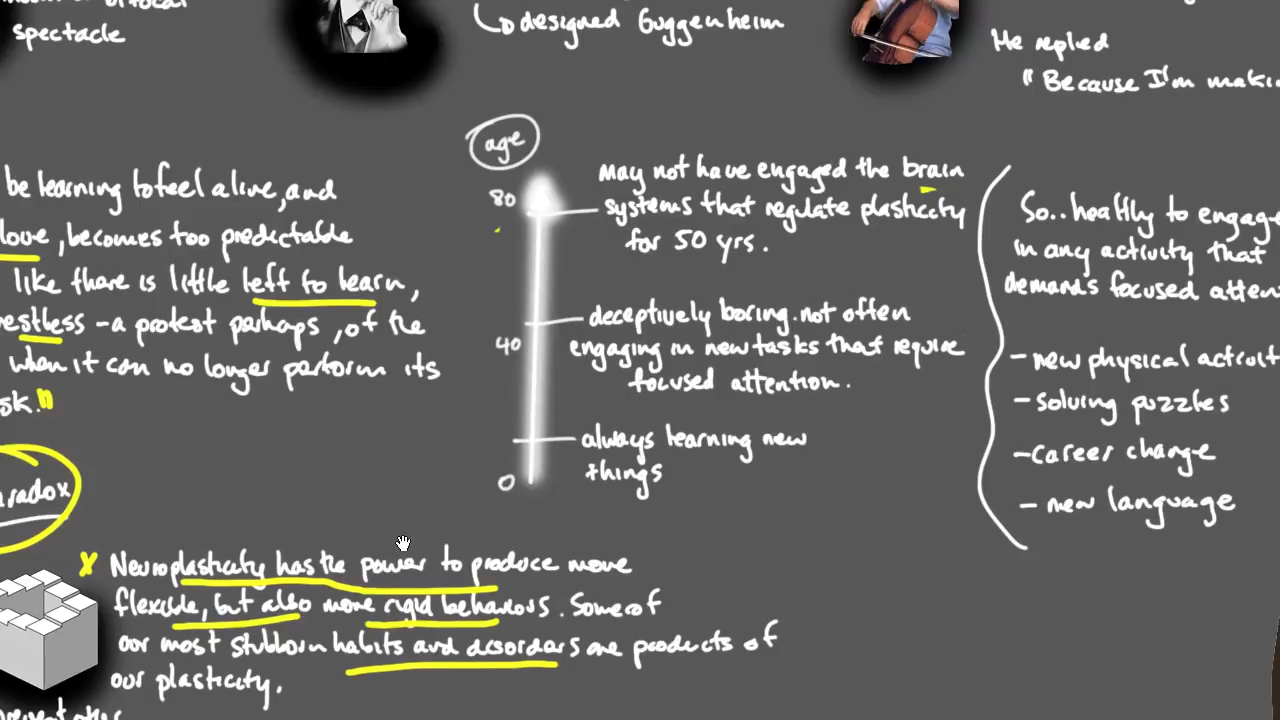 spectacle
designed Guggenheim
He replied
"Because I'm makin
be learning to feel alive, and
love, becomes too predictable
like there is little left to learn,
restless - a protest perhaps, of the
when it can no longer perform its
sk."
age
80
may not have engaged the brain
systems that regulate plasticity
for 50 yrs.
40
deceptively boring. not often
engaging in new tasks that require
focused attention.
0
always learning new
things
So.. healthy to engage
in any activity that
demands focused attent
- new physical activit
- solving puzzles
- career change
- new language
aradox
x Neuroplasticity has the power to produce more
flexible, but also more rigid behaviours. Some of
our most stubborn habits and disorders are products of
our plasticity.